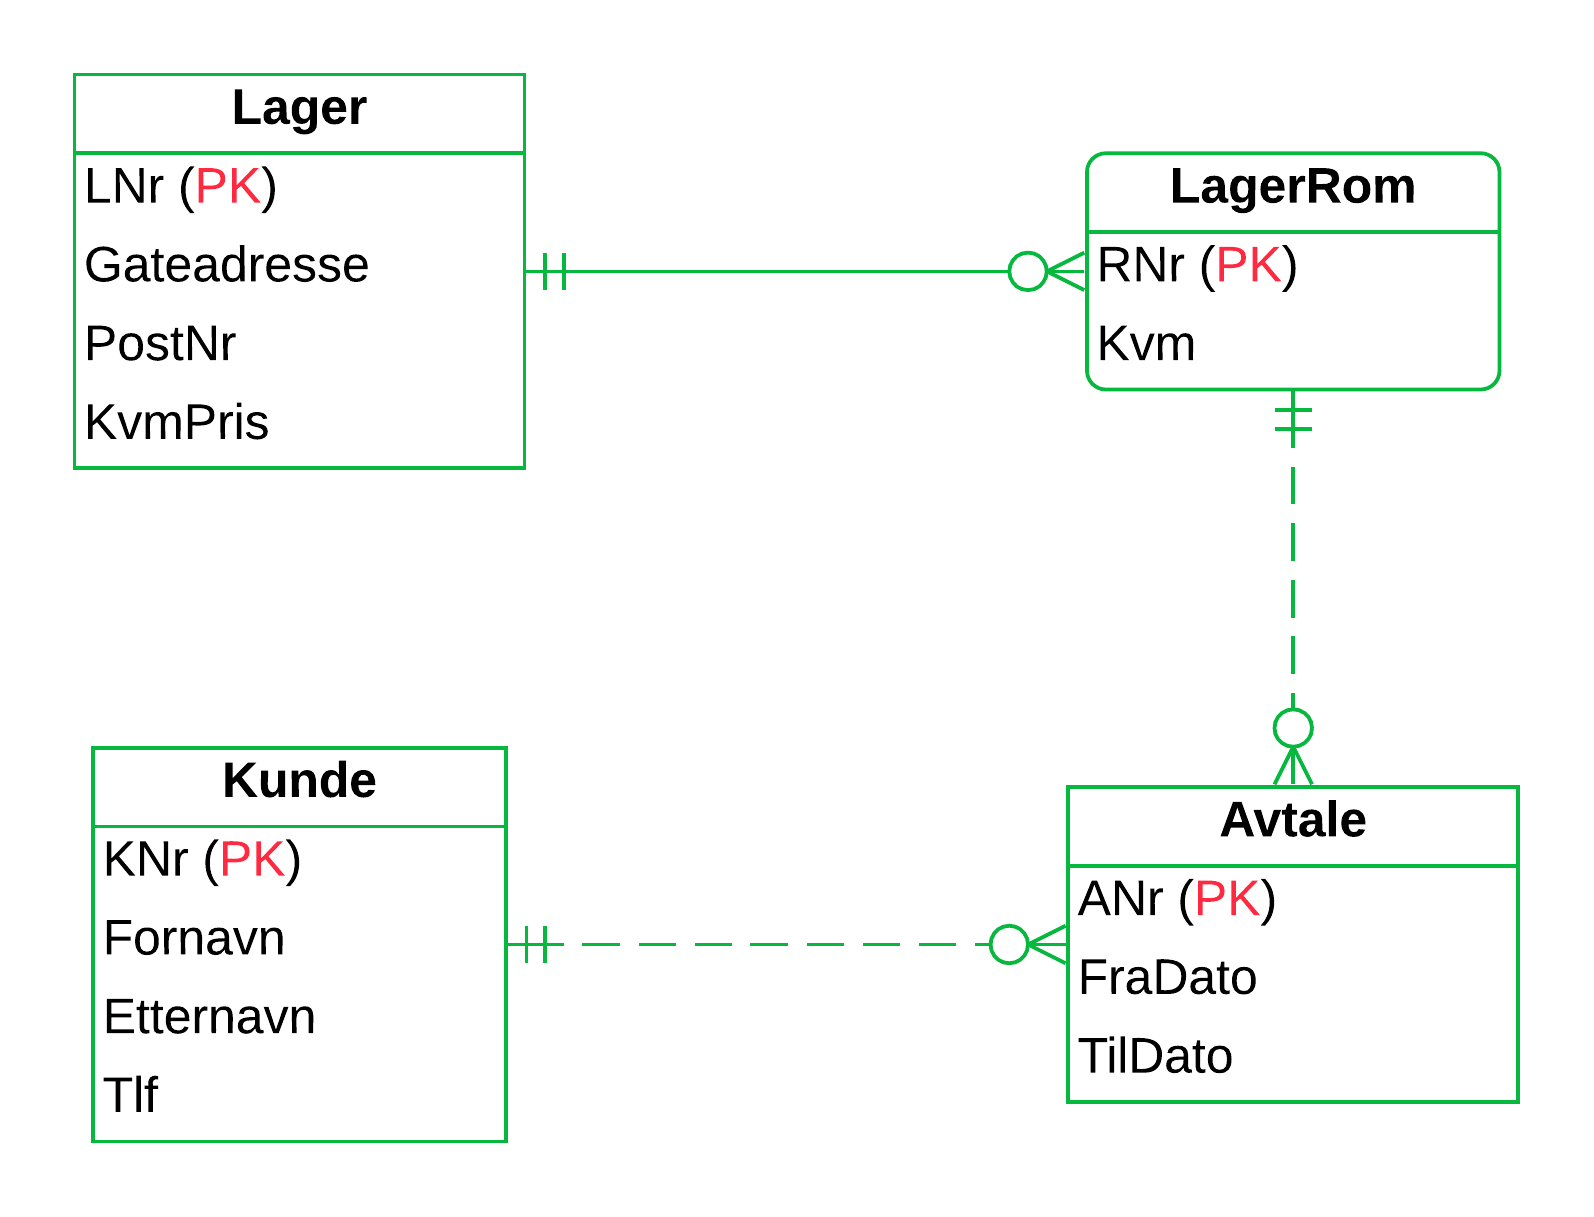 Lager
LNr (PK)
Gateadresse
PostNr
KvmPris
LagerRom
RNr (PK)
Kvm
Kunde
KNr (PK)
Fornavn
Etternavn
Tlf
Avtale
ANr (PK)
FraDato
TilDato